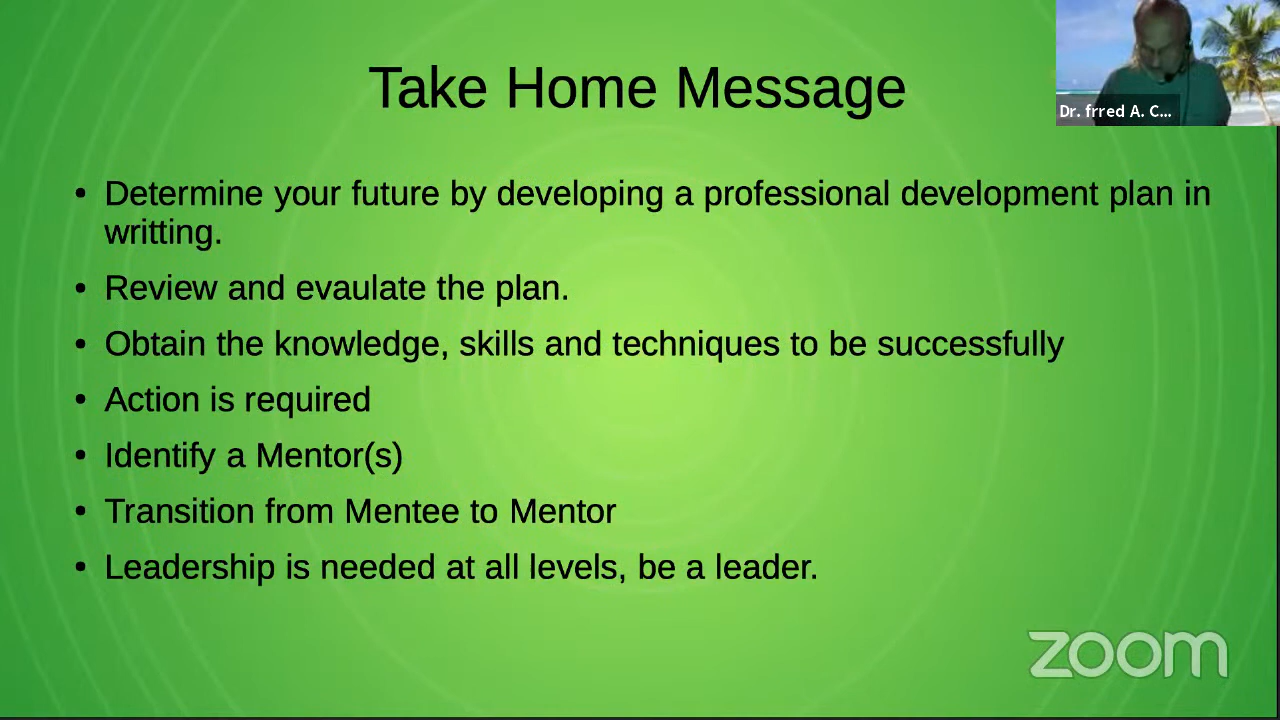 Take Home Message
Dr. frred A. C...
• Determine your future by developing a professional development plan in
writting.
• Review and evaulate the plan.
• Obtain the knowledge, skills and techniques to be successfully
• Action is required
• Identify a Mentor(s)
• Transition from Mentee to Mentor
• Leadership is needed at all levels, be a leader.
zoom